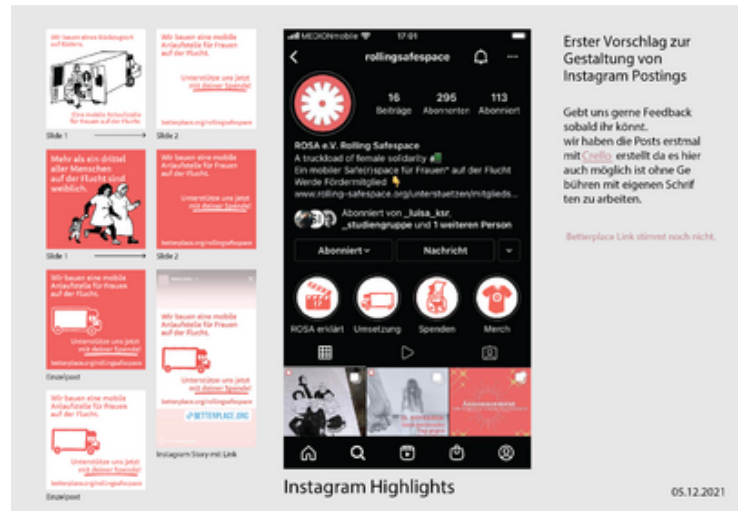 Wir bauen eines Rückzugsort
auf Rädern.
Eine mobile Anlaufstelle
für Frauen auf der Flucht.
Slide 1
Wir bauen eine mobile
Anlaufstelle für Frauen
auf der Flucht.
Unterstütze uns jetzt
mit deiner Spende!
betterplace.org/rollingsafespace
Slide 2
Mehr als ein drittel
aller Menschen
auf der Flucht sind
weiblich.
Slide 1
Wir bauen eine mobile
Anlaufstelle für Frauen
auf der Flucht.
Unterstütze uns jetzt
mit deiner Spende!
betterplace.org/rollingsafespace
Slide 2
Wir bauen eine mobile
Anlaufstelle für Frauen
auf der Flucht.
Unterstütze uns jetzt
mit deiner Spende!
betterplace.org/rollingsafespace
Einzelpost
Wir bauen eine mobile
Anlaufstelle für Frauen
auf der Flucht.
Unterstütze uns jetzt
mit deiner Spende!
betterplace.org/rollingsafespace
BETTERPLACE.ORG
Instagram Story mit Link
Wir bauen eine mobile
Anlaufstelle für Frauen
auf der Flucht.
Unterstütze uns jetzt
mit deiner Spende!
betterplace.org/rollingsafespace
Einzelpost
MEDIONmobile 17:01
rollingsafespace
16 295 113
Beiträge Abonnenten Abonniert
ROSA e.V. Rolling Safespace
A truckload of female solidarity
Ein mobiler Safe(r)space für Frauen* auf der Flucht
Werde Fördermitglied
www.rolling-safespace.org/unterstuetzen/mitglieds...
Abonniert von _luisa_ksr,
_studiengruppe und 1 weiteren Person
Abonniert Nachricht
ROSA erklärt Umsetzung Spenden Merch
Announcement
Instagram Highlights
Erster Vorschlag zur
Gestaltung von
Instagram Postings
Gebt uns gerne Feedback
sobald ihr könnt.
wir haben die Posts erstmal
mit Crello erstellt da es hier
auch möglich ist ohne Ge
bühren mit eigenen Schrif
ten zu arbeiten.
Betterplace Link stimmt noch nicht.
05.12.2021